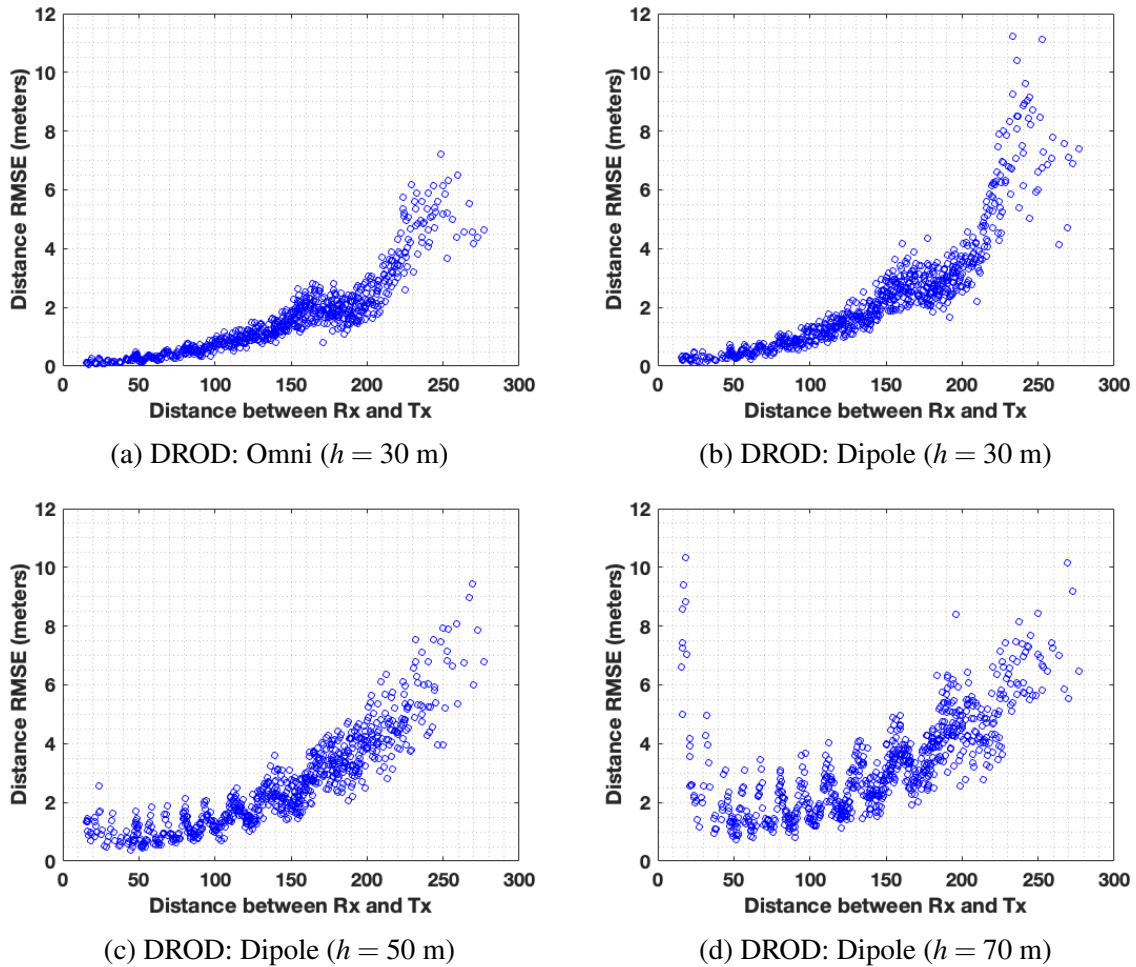 12
10
8
6
4
2
0
Distance RMSE (meters)
0 50 100 150 200 250 300
Distance between Rx and Tx
(a) DROD: Omni (h = 30 m)
12
10
8
6
4
2
0
Distance RMSE (meters)
0 50 100 150 200 250 300
Distance between Rx and Tx
(b) DROD: Dipole (h = 30 m)
12
10
8
6
4
2
0
Distance RMSE (meters)
0 50 100 150 200 250 300
Distance between Rx and Tx
(c) DROD: Dipole (h = 50 m)
12
10
8
6
4
2
0
Distance RMSE (meters)
0 50 100 150 200 250 300
Distance between Rx and Tx
(d) DROD: Dipole (h = 70 m)